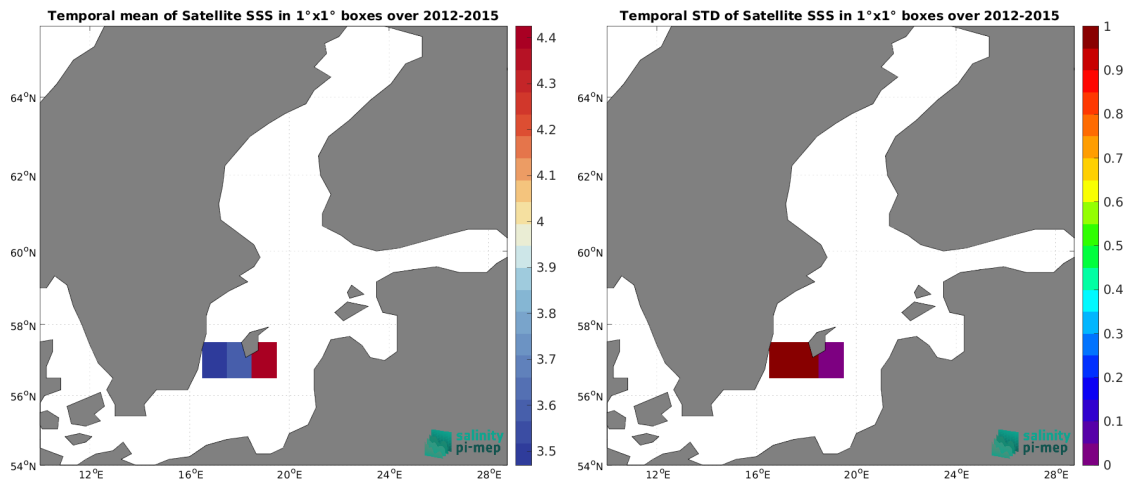 Temporal mean of Satellite SSS in 1°x1° boxes over 2012-2015
4.4
4.3
4.2
4.1
4
3.9
3.8
3.7
3.6
3.5
64°N
62°N
60°N
58°N
56°N
54°N
12°E
16°E
20°E
24°E
28°E
salinity
pi-mep
Temporal STD of Satellite SSS in 1°x1° boxes over 2012-2015
1
0.9
0.8
0.7
0.6
0.5
0.4
0.3
0.2
0.1
0
64°N
62°N
60°N
58°N
56°N
54°N
12°E
16°E
20°E
24°E
28°E
salinity
pi-mep